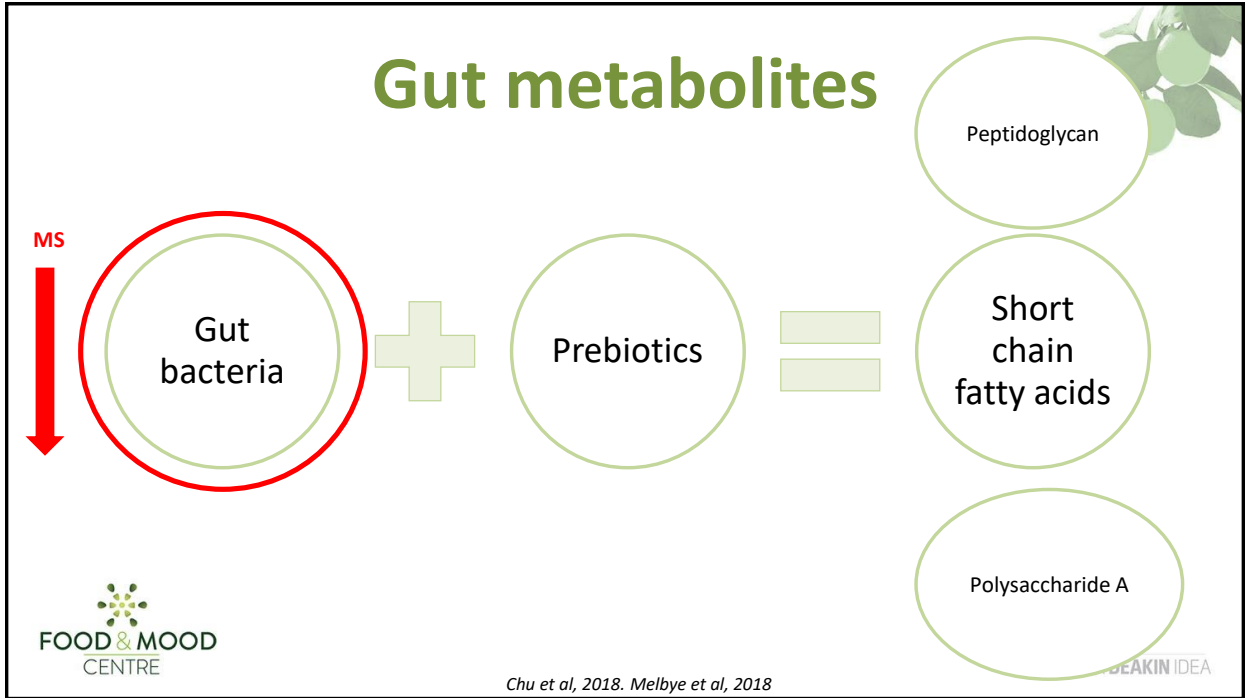 Gut metabolites
Peptidoglycan
MS
Gut
bacteria
Prebiotics
Short
chain
fatty acids
Polysaccharide A
FOOD & MOOD
CENTRE
Chu et al, 2018. Melbye et al, 2018
DEAKIN IDEA